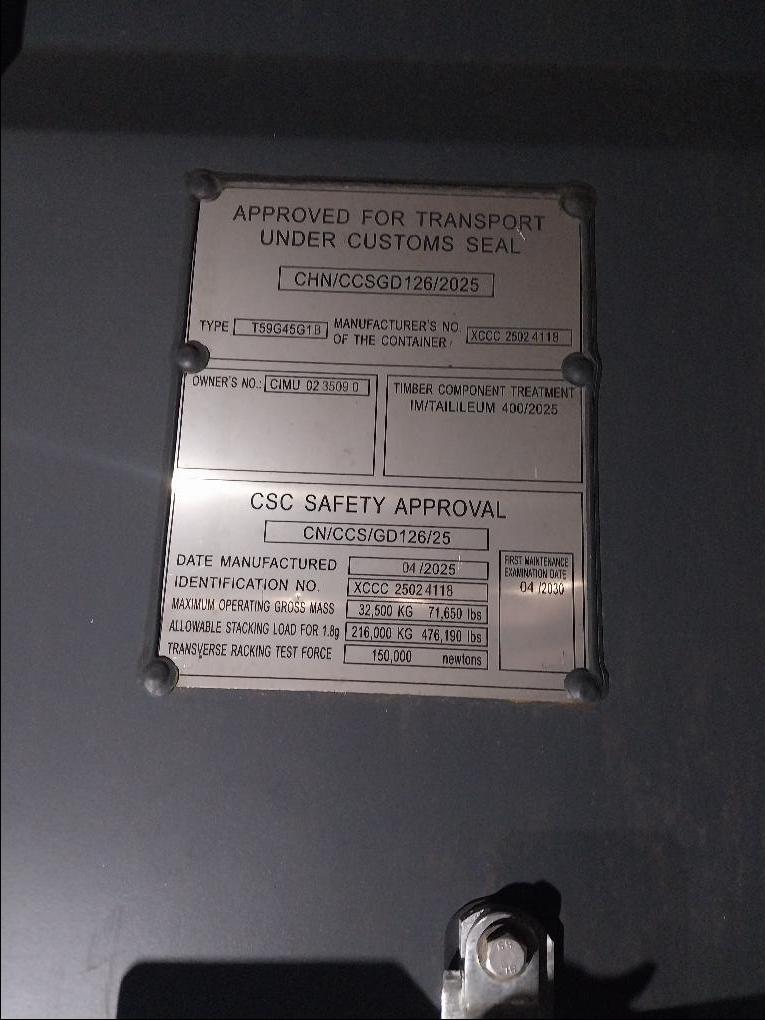 APPROVED FOR TRANSPORT
UNDER CUSTOMS SEAL
CHN/CCSGD126/2025
TYPE T59G45G1B MANUFACTURER'S NO. OF THE CONTAINER: XCCC 2502 4118
OWNER'S NO.: CIMU 02 3509 0
TIMBER COMPONENT TREATMENT
IM/TAILILEUM 400/2025
CSC SAFETY APPROVAL
CN/CCS/GD126/25
DATE MANUFACTURED 04/2025
IDENTIFICATION NO. XCCC 2502 4118
MAXIMUM OPERATING GROSS MASS 32,500 KG 71,650 lbs
ALLOWABLE STACKING LOAD FOR 1.8g 216,000 KG 476,190 lbs
TRANSVERSE RACKING TEST FORCE 150,000 newtons
FIRST MAINTENANCE
EXAMINATION DATE
04 /2030